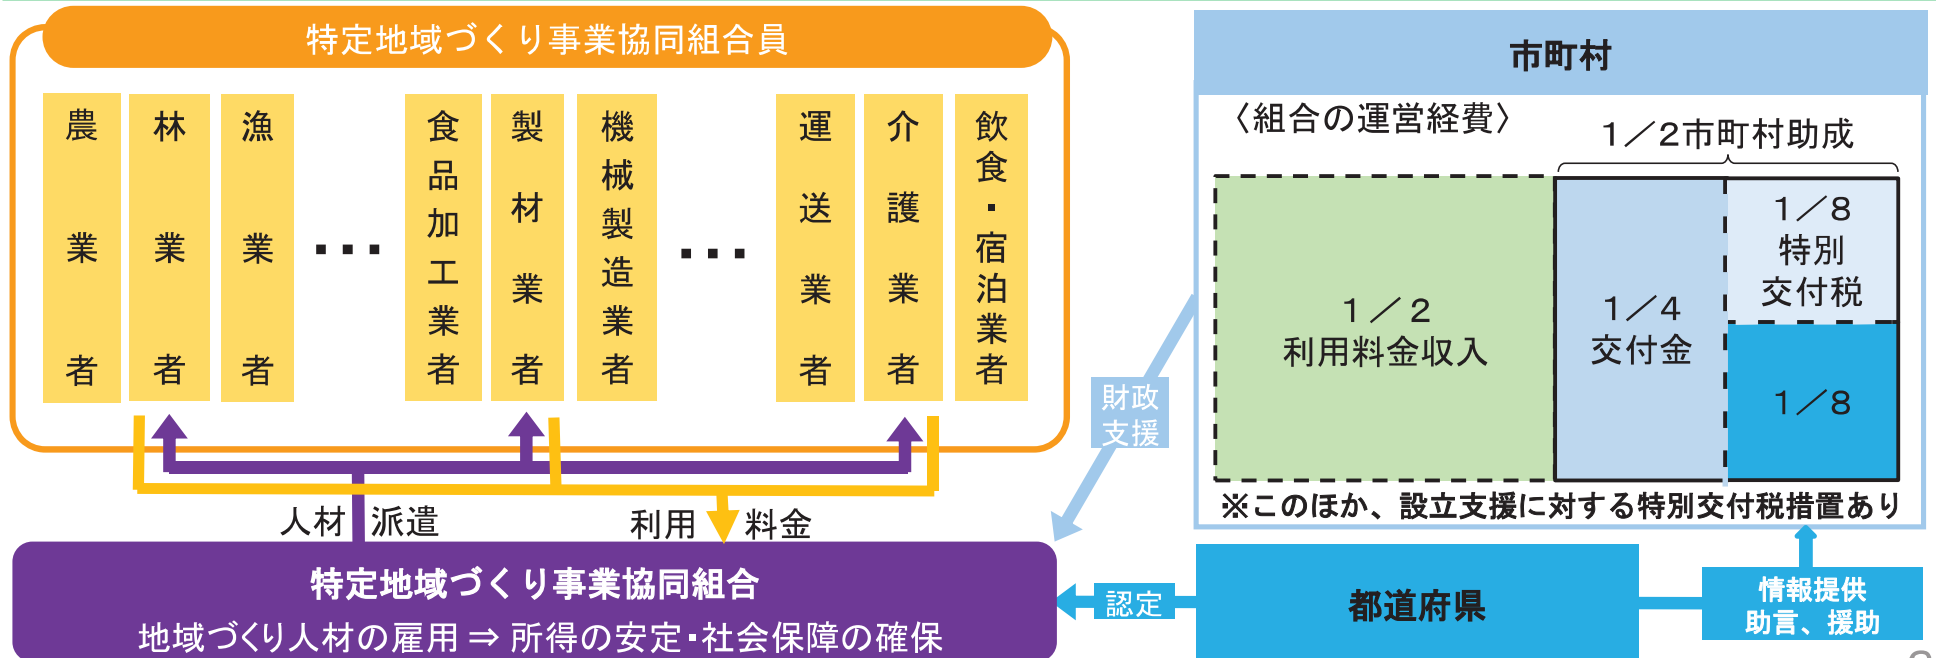 特定地域づくり事業協同組合員
農業者
林業者
漁業者
･･･
食品加工業者
製材業者
機械製造業者
･･･
運送業者
介護業者
飲食・宿泊業者
人材派遣
利用料金
特定地域づくり事業協同組合
地域づくり人材の雇用 ⇒ 所得の安定・社会保障の確保
市町村
〈組合の運営経費〉
1／2市町村助成
1／2
利用料金収入
1／4
交付金
1／8
特別
交付税
1／8
※このほか、設立支援に対する特別交付税措置あり
財政
支援
認定
都道府県
情報提供
助言、援助